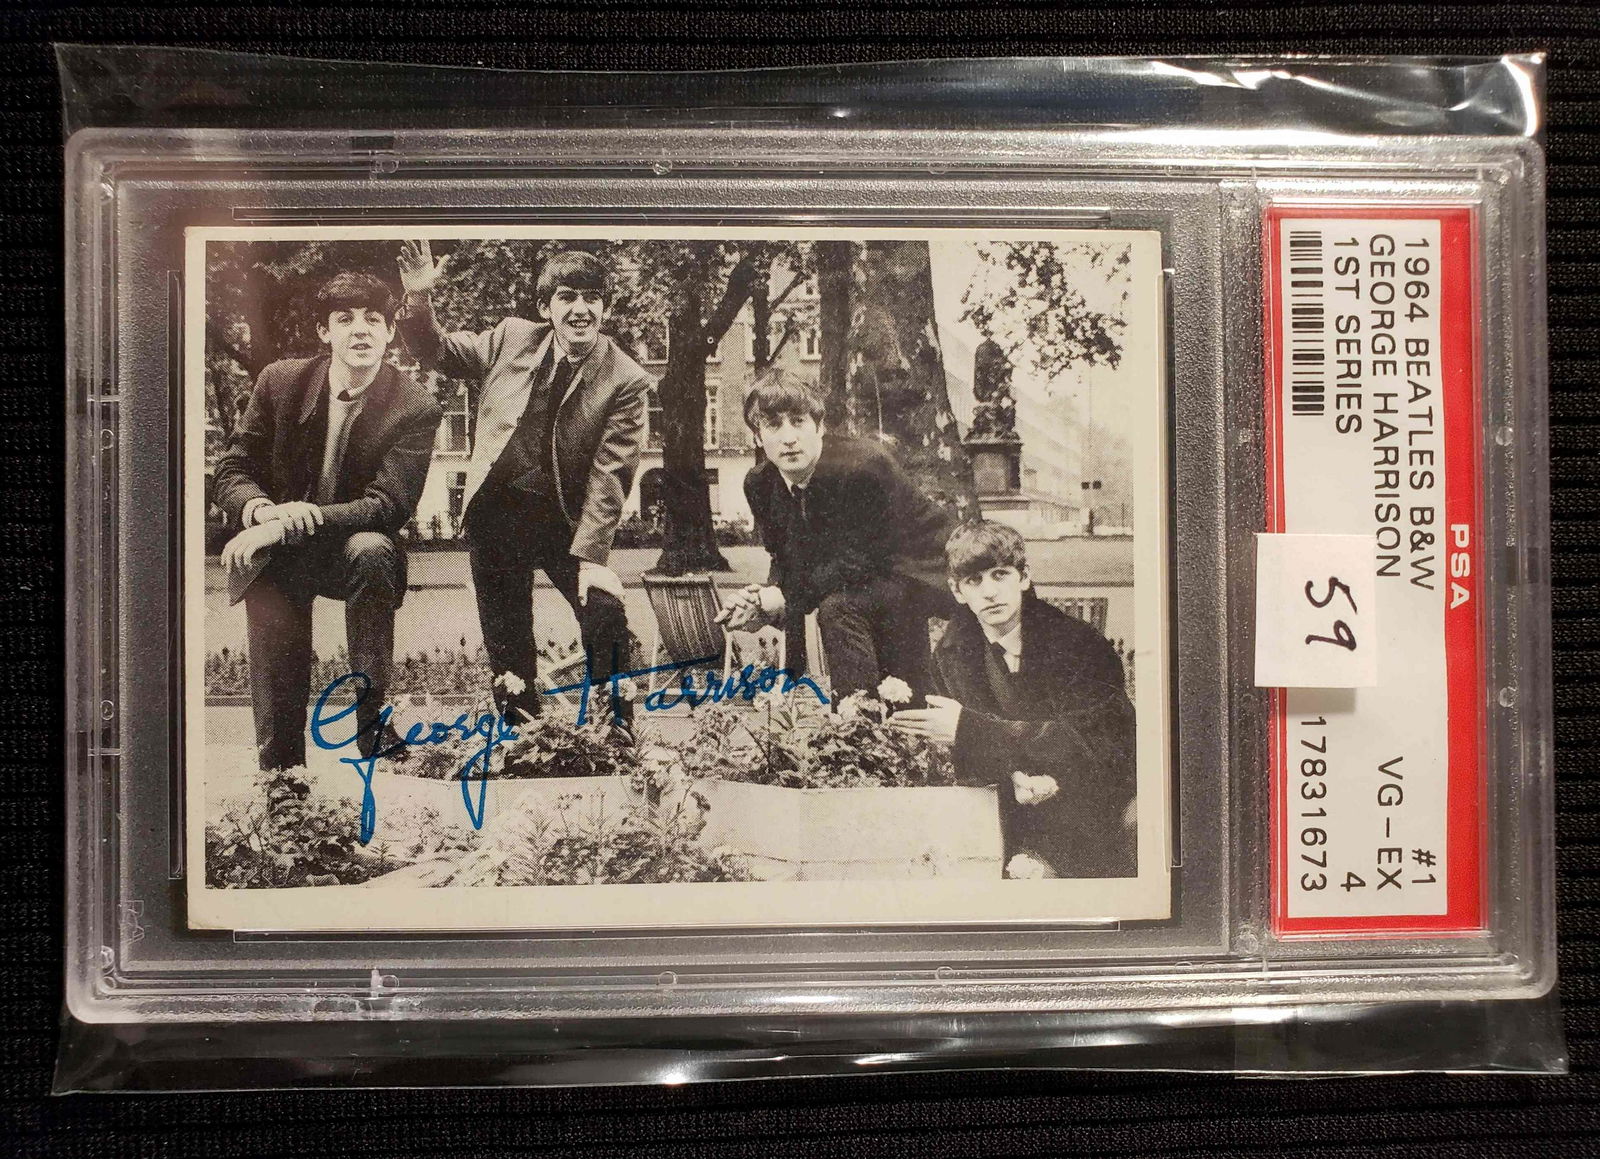 George Harrison
1964 BEATLES B&W #1
GEORGE HARRISON VG-EX
1ST SERIES 4
17831673
PSA
59